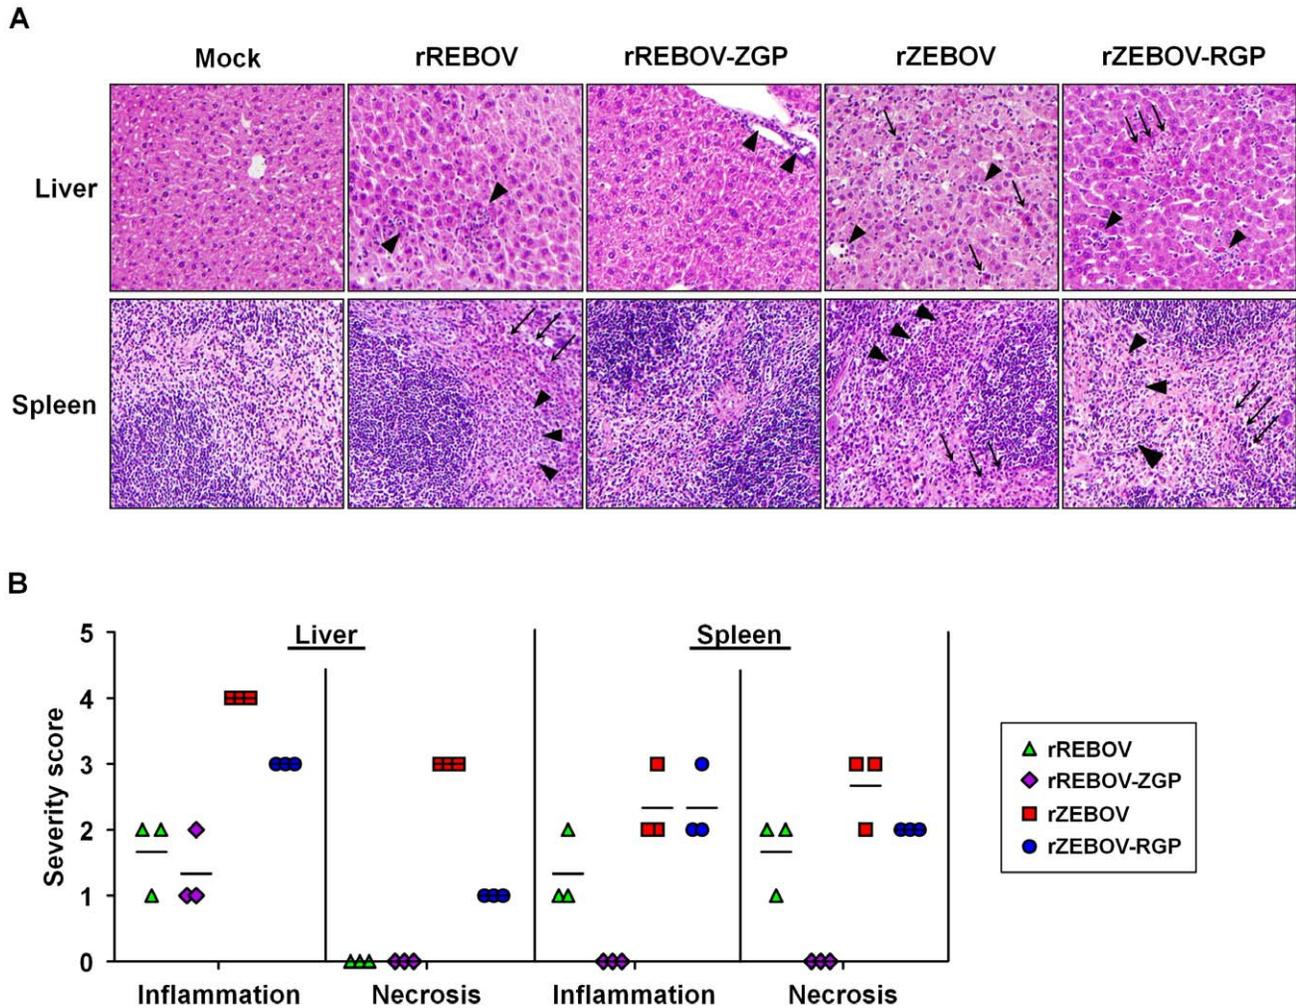 A
Mock rREBOV rREBOV-ZGP rZEBOV rZEBOV-RGP
Liver
Spleen
B
Severity score
5
4
3
2
1
0
Liver Spleen
Inflammation Necrosis Inflammation Necrosis
rREBOV
rREBOV-ZGP
rZEBOV
rZEBOV-RGP